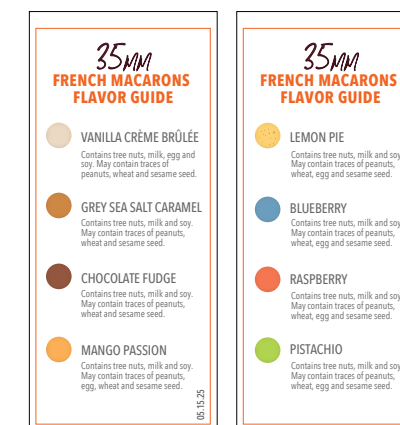 35MM
FRENCH MACARONS
FLAVOR GUIDE
VANILLA CRÈME BRÛLÉE
Contains tree nuts, milk, egg and
soy. May contain traces of
peanuts, wheat and sesame seed.
GREY SEA SALT CARAMEL
Contains tree nuts, milk and soy.
May contain traces of peanuts,
wheat and sesame seed.
CHOCOLATE FUDGE
Contains tree nuts, milk and soy.
May contain traces of peanuts,
wheat and sesame seed.
MANGO PASSION
Contains tree nuts, milk and soy.
May contain traces of peanuts,
egg, wheat and sesame seed.
05.15.25
35MM
FRENCH MACARONS
FLAVOR GUIDE
LEMON PIE
Contains tree nuts, milk and soy
May contain traces of peanuts,
wheat, egg and sesame seed.
BLUEBERRY
Contains tree nuts, milk and soy
May contain traces of peanuts,
wheat, egg and sesame seed.
RASPBERRY
Contains tree nuts, milk and soy
May contain traces of peanuts,
wheat, egg and sesame seed.
PISTACHIO
Contains tree nuts, milk and soy
May contain traces of peanuts,
wheat, egg and sesame seed.